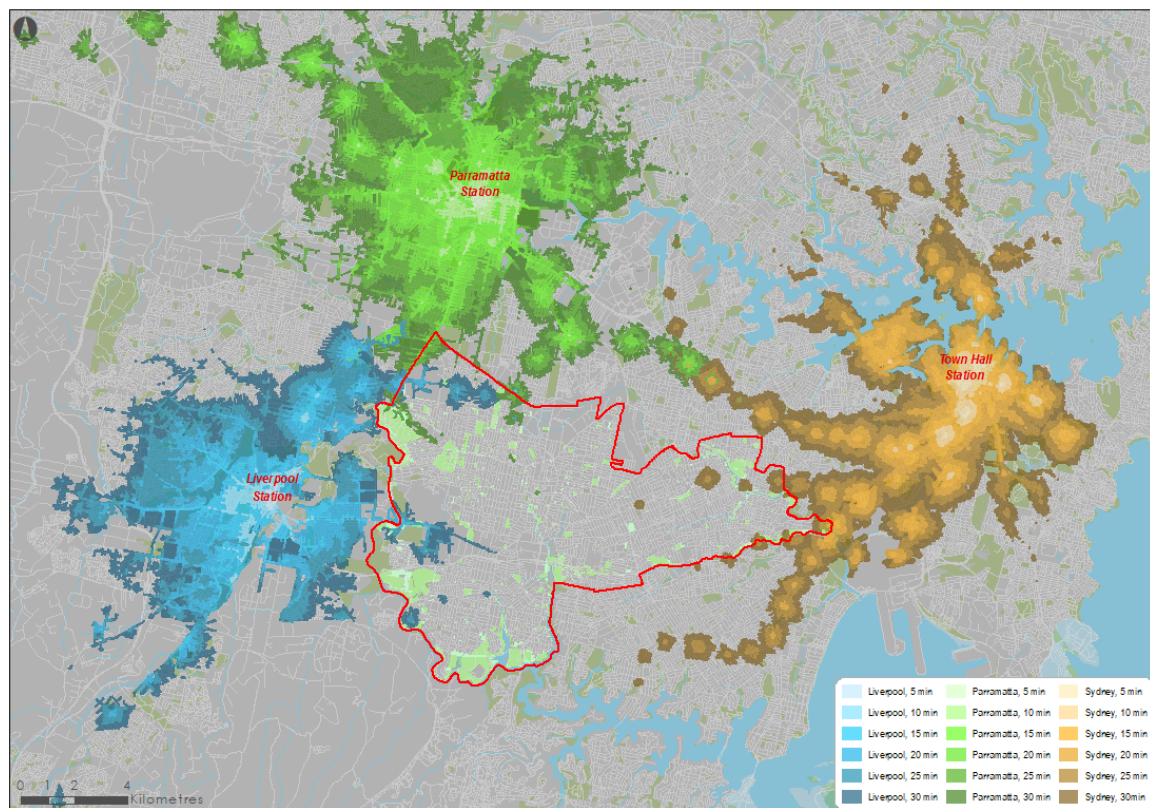 Parramatta
Station
Town Hall
Station
Liverpool
Station
Liverpool, 5 min
Parramatta, 5 min
Sydney, 5 min
Liverpool, 10 min
Parramatta, 10 min
Sydney, 10 min
Liverpool, 15 min
Parramatta, 15 min
Sydney, 15 min
Liverpool, 20 min
Parramatta, 20 min
Sydney, 20 min
Liverpool, 25 min
Parramatta, 25 min
Sydney, 25 min
Liverpool, 30 min
Parramatta, 30 min
Sydney, 30min
0 1 2 4
Kilometres